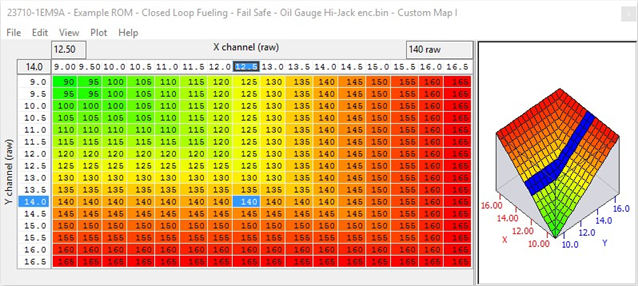 23710-1EM9A - Example ROM - Closed Loop Fueling - Fail Safe - Oil Gauge Hi-Jack enc.bin - Custom Map I
File Edit View Plot Help
12.50 X channel (raw) 140 raw
14.0 9.00 9.50 10.0 10.5 11.0 11.5 12.0 12.5 13.0 13.5 14.0 14.5 15.0 15.5 16.0 16.5
Y channel (raw)
9.0 90 95 100 105 110 115 120 125 130 135 140 145 150 155 160 165
9.5 95 95 100 105 110 115 120 125 130 135 140 145 150 155 160 165
10.0 100 100 100 105 110 115 120 125 130 135 140 145 150 155 160 165
10.5 105 105 105 105 110 115 120 125 130 135 140 145 150 155 160 165
11.0 110 110 110 110 110 115 120 125 130 135 140 145 150 155 160 165
11.5 115 115 115 115 115 115 120 125 130 135 140 145 150 155 160 165
12.0 120 120 120 120 120 120 120 125 130 135 140 145 150 155 160 165
12.5 125 125 125 125 125 125 125 125 130 135 140 145 150 155 160 165
13.0 130 130 130 130 130 130 130 130 130 135 140 145 150 155 160 165
13.5 135 135 135 135 135 135 135 135 135 135 140 145 150 155 160 165
14.0 140 140 140 140 140 140 140 140 140 140 140 145 150 155 160 165
14.5 145 145 145 145 145 145 145 145 145 145 145 145 150 155 160 165
15.0 150 150 150 150 150 150 150 150 150 150 150 150 150 155 160 165
15.5 155 155 155 155 155 155 155 155 155 155 155 155 155 155 160 165
16.0 160 160 160 160 160 160 160 160 160 160 160 160 160 160 160 165
16.5 165 165 165 165 165 165 165 165 165 165 165 165 165 165 165 165
16.00 16.0
14.00 14.0
12.00 12.0
X 10.00 10.0 Y